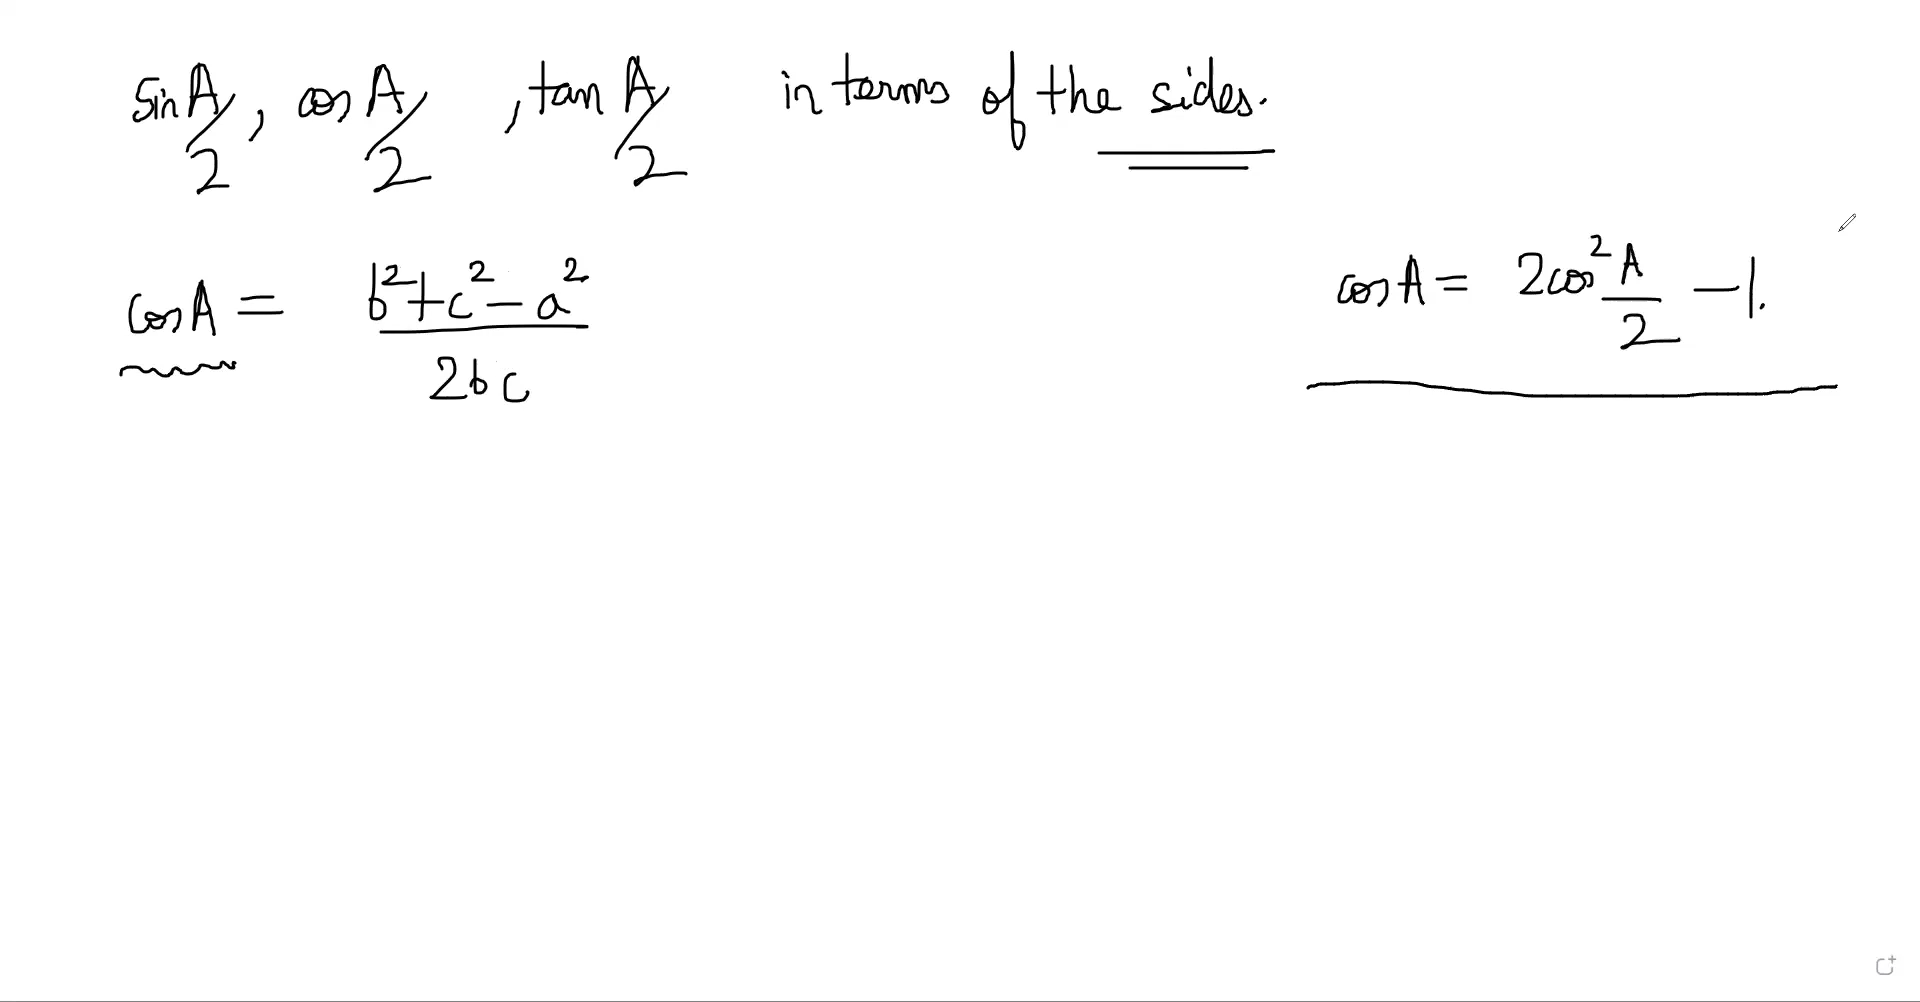 sin A/2, cos A/2, tan A/2 in terms of the sides.
cos A = (b² + c² - a²) / 2bc
cos A = 2cos² A/2 - 1.